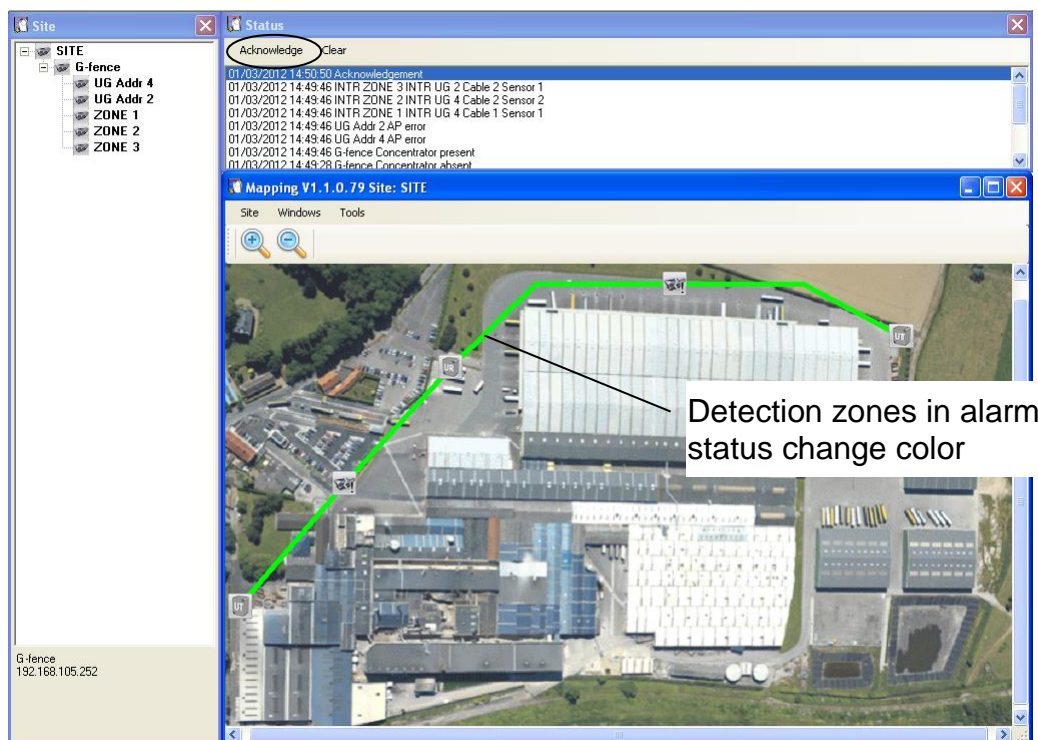 Site
SITE
G-fence
UG Addr 4
UG Addr 2
ZONE 1
ZONE 2
ZONE 3
G-fence
192.168.105.252
Status
Acknowledge Clear
01/03/2012 14:50:50 Acknowledgement
01/03/2012 14:49:46 INTR ZONE 3 INTR UG 2 Cable 2 Sensor 1
01/03/2012 14:49:46 INTR ZONE 2 INTR UG 4 Cable 2 Sensor 2
01/03/2012 14:49:46 INTR ZONE 1 INTR UG 4 Cable 1 Sensor 1
01/03/2012 14:49:46 UG Addr 2 AP error
01/03/2012 14:49:46 UG Addr 4 AP error
01/03/2012 14:49:46 G-fence Concentrator present
01/03/2012 14:49:28 G-fence Concentrator absent
Mapping V1.1.0.79 Site: SITE
Site Windows Tools
UT
UR
Detection zones in alarm
status change color
UT